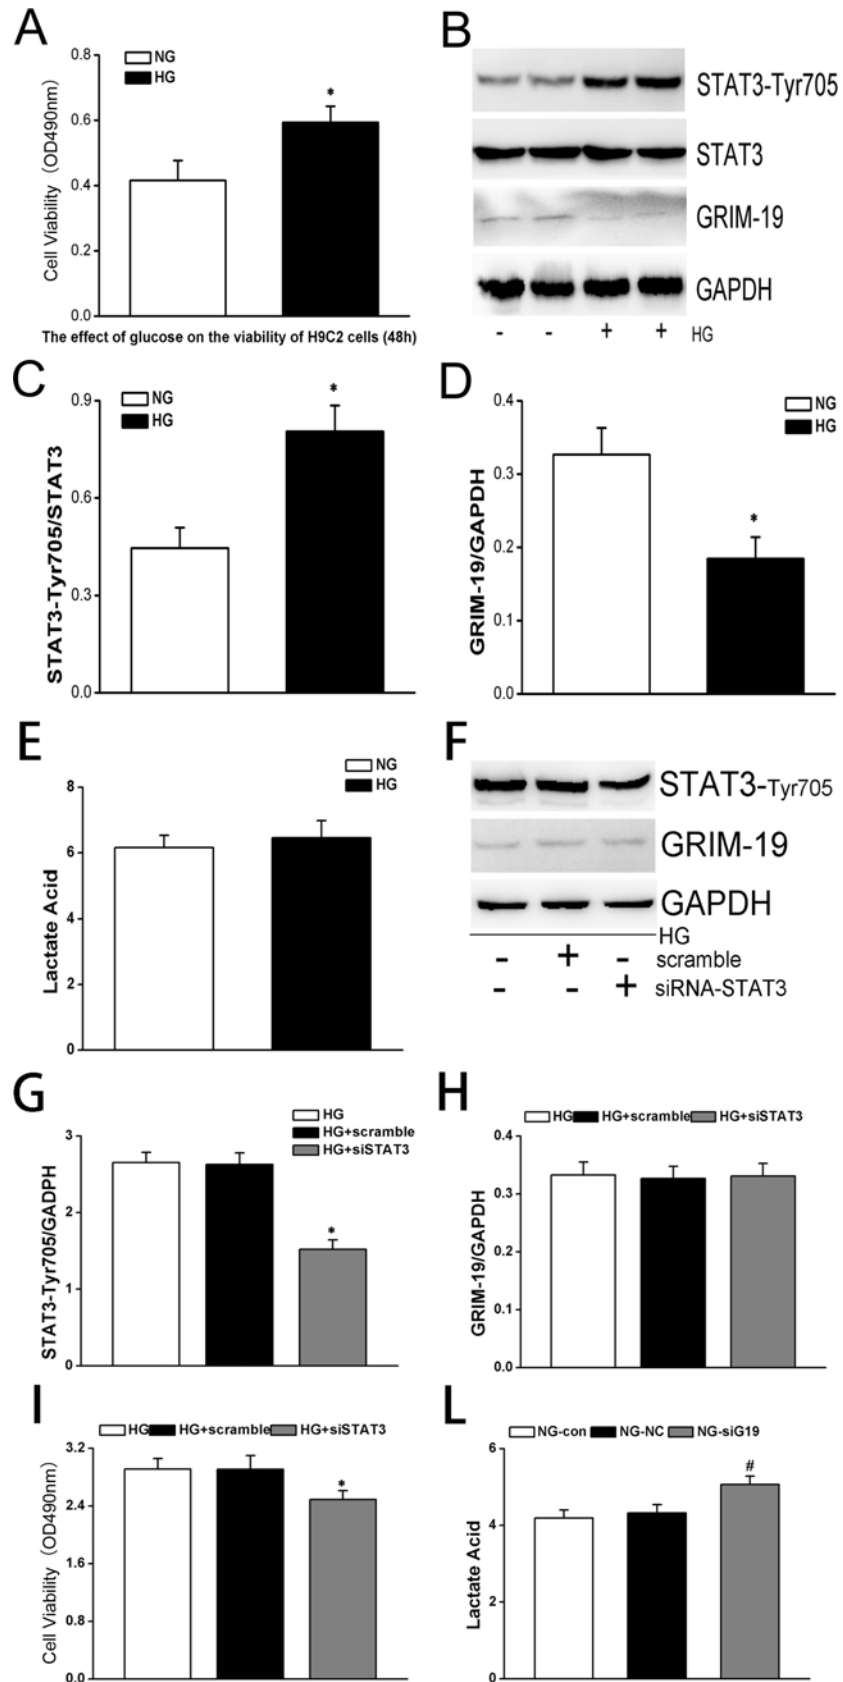 A
NG
HG
*
Cell Viability (OD490nm)
0.8
0.6
0.4
0.2
0.0
The effect of glucose on the viability of H9C2 cells (48h)
B
STAT3-Tyr705
STAT3
GRIM-19
GAPDH
- - + + HG
C
NG
HG
*
STAT3-Tyr705/STAT3
0.9
0.6
0.3
0.0
D
NG
HG
*
GRIM-19/GAPDH
0.4
0.3
0.2
0.1
0.0
E
NG
HG
Lactate Acid
8
6
4
2
0
F
STAT3-Tyr705
GRIM-19
GAPDH
HG
- + - scramble
- - + siRNA-STAT3
G
HG
HG+scramble
HG+siSTAT3
*
STAT3-Tyr705/GADPH
3
2
1
0
H
HG HG+scramble HG+siSTAT3
GRIM-19/GAPDH
0.4
0.3
0.2
0.1
0.0
I
HG HG+scramble HG+siSTAT3
*
Cell Viability (OD490nm)
3.2
2.4
1.6
0.8
0.0
L
NG-con NG-NC NG-siG19
#
Lactate Acid
6
4
2
0